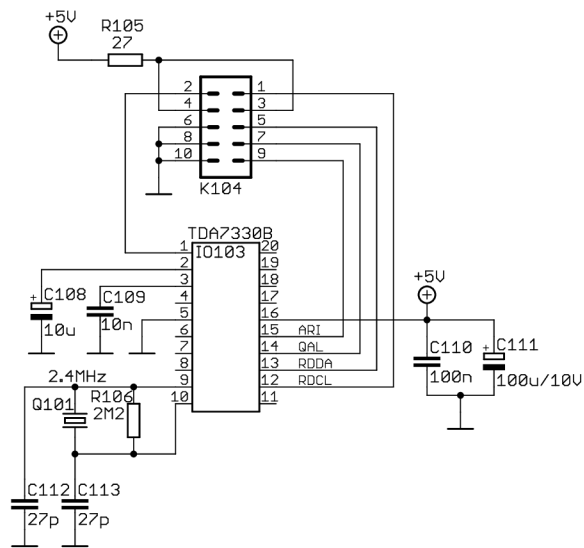 +5V
R105
27
2 1
4 3
6 5
8 7
10 9
K104
TDA7330B
IO103
1 20
2 19
3 18
4 17
5 16
6 15 ARI
7 14 QAL
8 13 RDDA
9 12 RDCL
10 11
+ C108
10u
C109
10n
+5V
C110
100n
+ C111
100u/10V
2.4MHz
Q101
R106
2M2
C112
27p
C113
27p